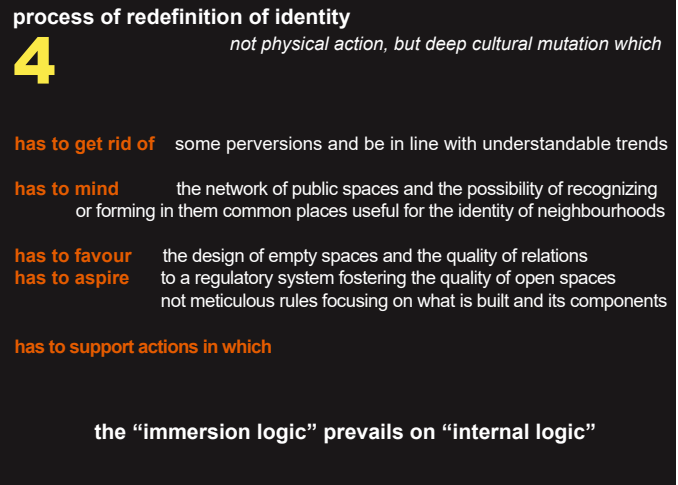 process of redefinition of identity
4
not physical action, but deep cultural mutation which
has to get rid of some perversions and be in line with understandable trends
has to mind the network of public spaces and the possibility of recognizing
or forming in them common places useful for the identity of neighbourhoods
has to favour the design of empty spaces and the quality of relations
has to aspire to a regulatory system fostering the quality of open spaces
not meticulous rules focusing on what is built and its components
has to support actions in which
the “immersion logic” prevails on “internal logic”